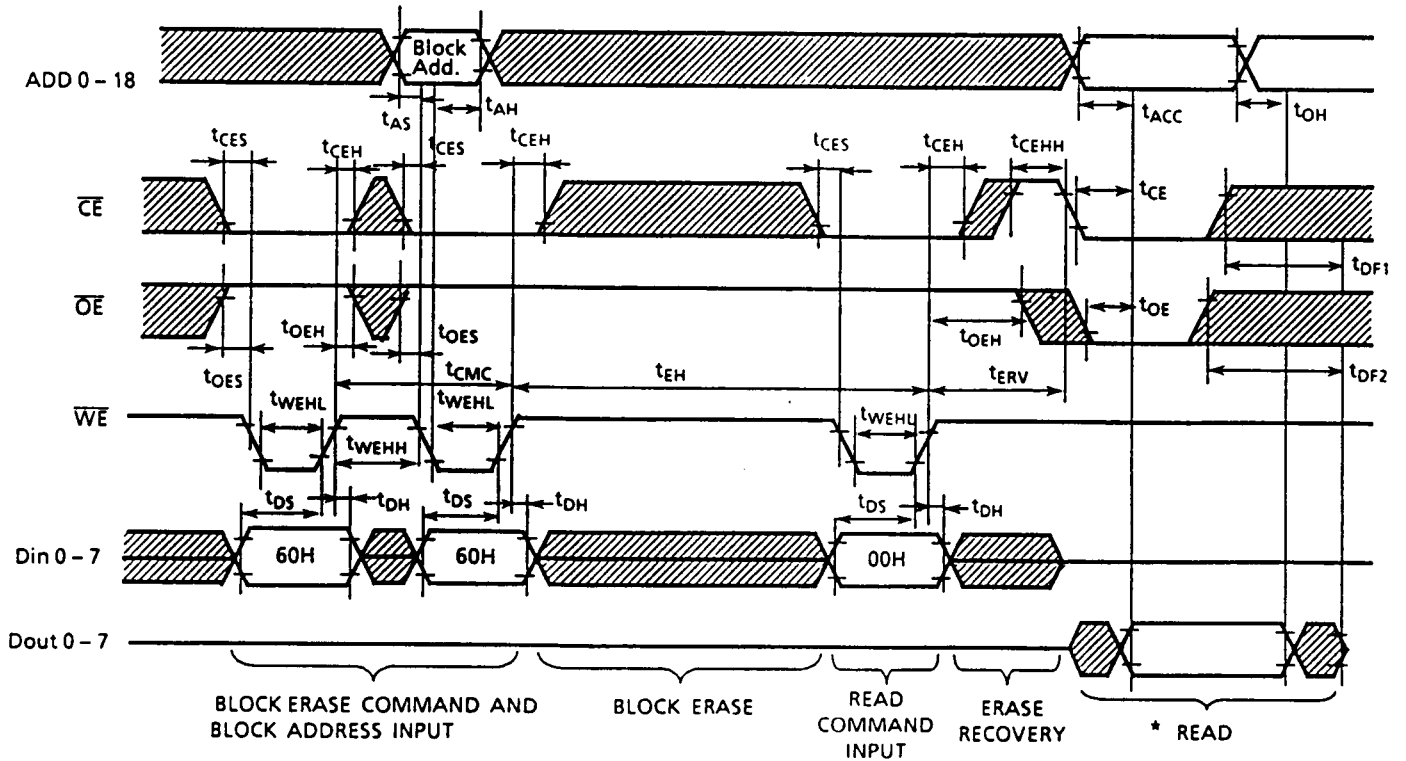 Block
Add.
ADD 0 – 18
tAS
tAH
tACC
tOH
tCES
tCEH
tCES
tCEH
tCES
tCEH
tCEHH
CE
tCE
tDF1
OE
tOEH
tOES
tOEH
tOE
tOES
tCMC
tEH
tERV
tDF2
WE
tWEHL
tWEHL
tWEHL
tWEHH
tDS
tDH
tDS
tDH
tDS
tDH
Din 0 – 7
60H
60H
00H
Dout 0 – 7
BLOCK ERASE COMMAND AND
BLOCK ADDRESS INPUT
BLOCK ERASE
READ
COMMAND
INPUT
ERASE
RECOVERY
* READ